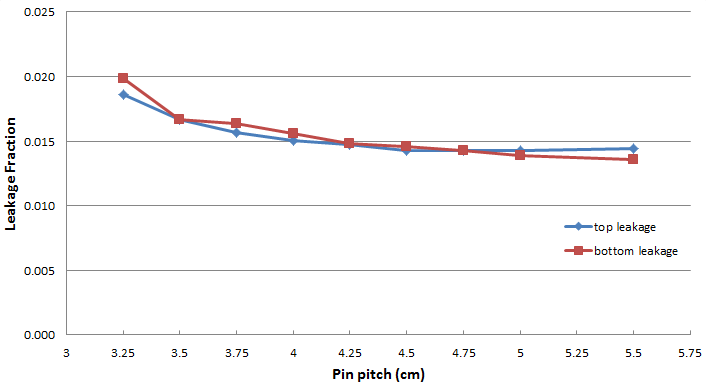 0.025
0.020
0.015
0.010
0.005
0.000
Leakage Fraction
top leakage
bottom leakage
3 3.25 3.5 3.75 4 4.25 4.5 4.75 5 5.25 5.5 5.75
Pin pitch (cm)